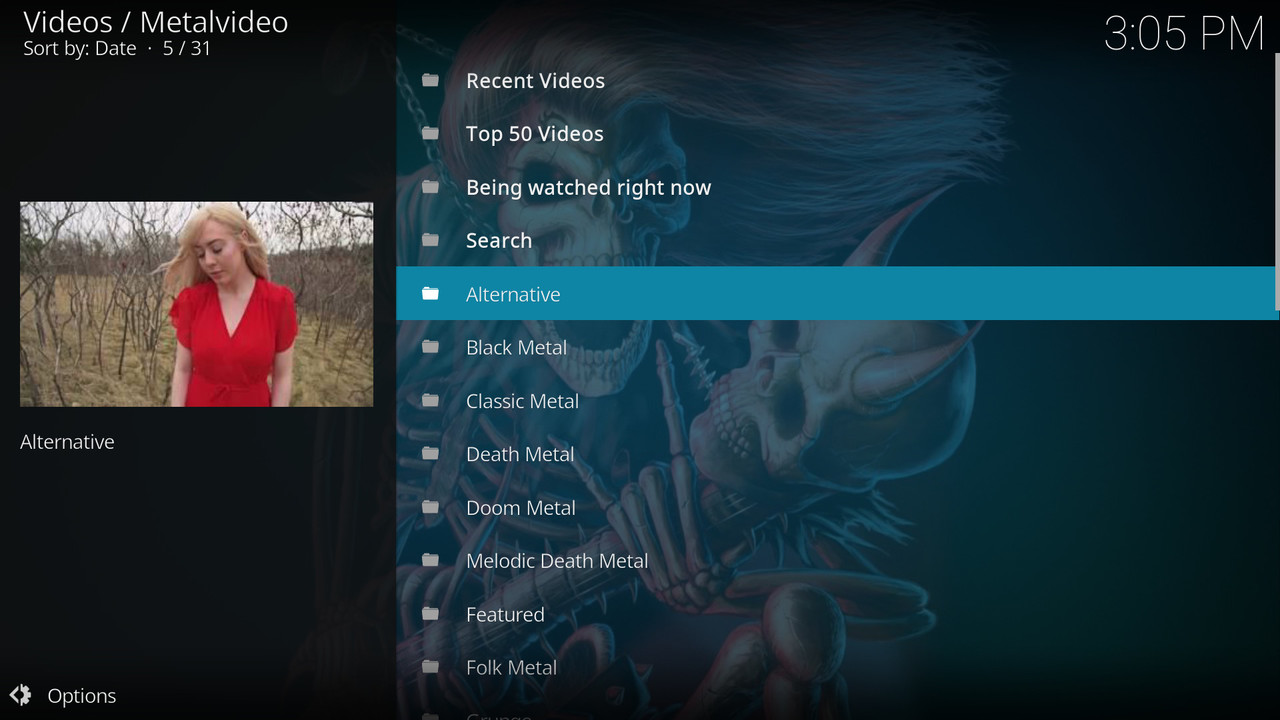 Videos / Metalvideo
Sort by: Date · 5 / 31
3:05 PM
Recent Videos
Top 50 Videos
Being watched right now
Search
Alternative
Black Metal
Classic Metal
Death Metal
Doom Metal
Melodic Death Metal
Featured
Folk Metal
Grunge
Alternative
Options